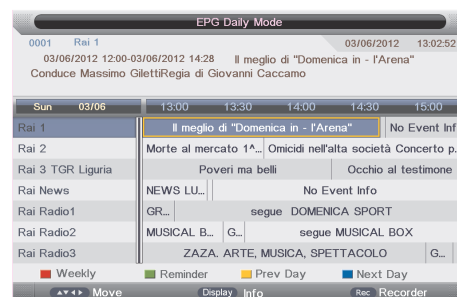 EPG Daily Mode
0001 Rai 1 03/06/2012 13:02:52
03/06/2012 12:00-03/06/2012 14:28 Il meglio di "Domenica in - l'Arena"
Conduce Massimo GilettiRegia di Giovanni Caccamo
Sun 03/06 13:00 13:30 14:00 14:30 15:00
Rai 1 Il meglio di "Domenica in - l'Arena" No Event Inf
Rai 2 Morte al mercato 1^... Omicidi nell'alta società Concerto p.
Rai 3 TGR Liguria Poveri ma belli Occhio al testimone
Rai News NEWS LU... No Event Info
Rai Radio1 GR... segue DOMENICA SPORT
Rai Radio2 MUSICAL B... G... segue MUSICAL BOX
Rai Radio3 ZAZA. ARTE, MUSICA, SPETTACOLO G...
Weekly Reminder Prev Day Next Day
Move Display Info Rec Recorder